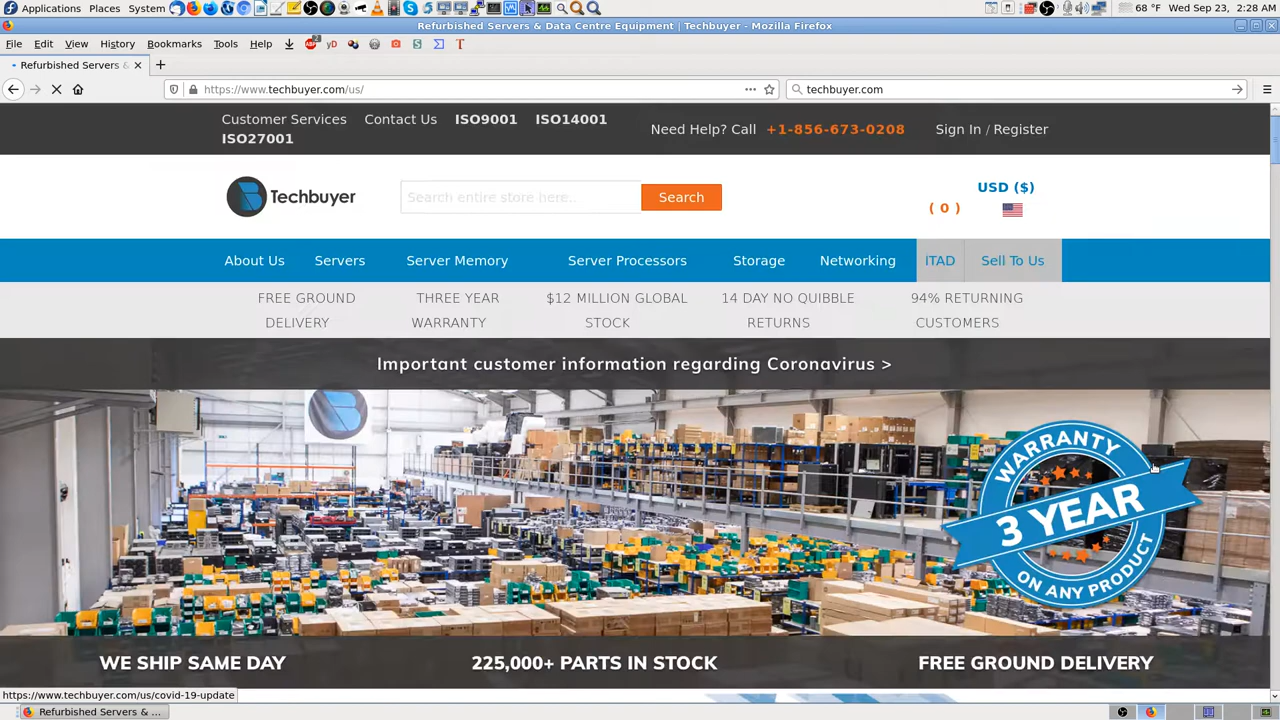 Applications Places System 68 °F Wed Sep 23, 2:28 AM
Refurbished Servers & Data Centre Equipment | Techbuyer - Mozilla Firefox
File Edit View History Bookmarks Tools Help 2 yD S Σ T
Refurbished Servers & × +
https://www.techbuyer.com/us/ ••• techbuyer.com
Customer Services Contact Us ISO9001 ISO14001
ISO27001
Need Help? Call +1-856-673-0208
Sign In / Register
Techbuyer
Search entire store here..
Search
USD ($)
( 0 )
About Us Servers Server Memory Server Processors Storage Networking ITAD Sell To Us
FREE GROUND
DELIVERY
THREE YEAR
WARRANTY
$12 MILLION GLOBAL
STOCK
14 DAY NO QUIBBLE
RETURNS
94% RETURNING
CUSTOMERS
Important customer information regarding Coronavirus >
WARRANTY
3 YEAR
ON ANY PRODUCT
WE SHIP SAME DAY
225,000+ PARTS IN STOCK
FREE GROUND DELIVERY
https://www.techbuyer.com/us/covid-19-update
Refurbished Servers & ...